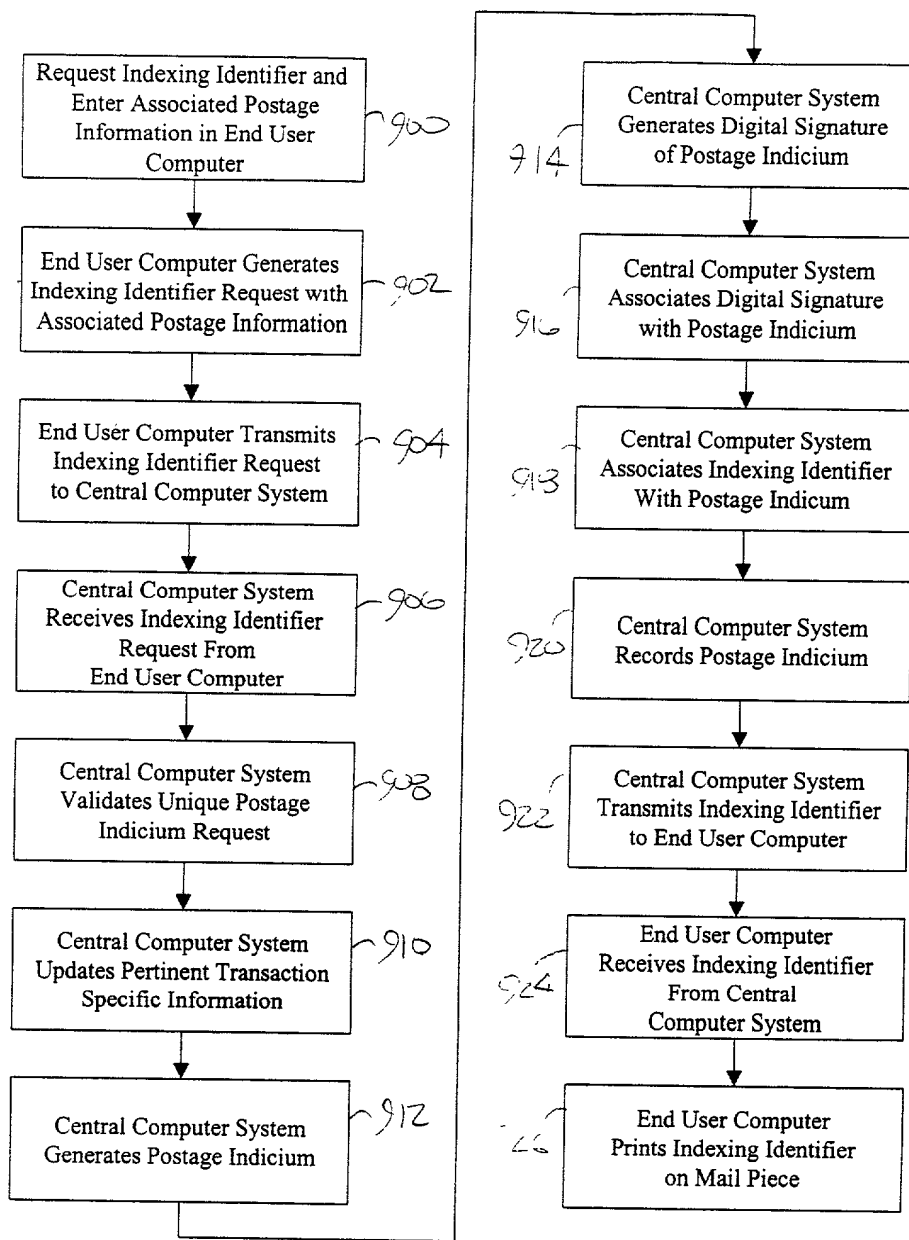 Request Indexing Identifier and
Enter Associated Postage
Information in End User
Computer
900
End User Computer Generates
Indexing Identifier Request with
Associated Postage Information
902
End User Computer Transmits
Indexing Identifier Request
to Central Computer System
904
Central Computer System
Receives Indexing Identifier
Request From
End User Computer
906
Central Computer System
Validates Unique Postage
Indicium Request
908
Central Computer System
Updates Pertinent Transaction
Specific Information
910
Central Computer System
Generates Postage Indicium
912
Central Computer System
Generates Digital Signature
of Postage Indicium
914
Central Computer System
Associates Digital Signature
with Postage Indicium
916
Central Computer System
Associates Indexing Identifier
With Postage Indicum
918
Central Computer System
Records Postage Indicium
920
Central Computer System
Transmits Indexing Identifier
to End User Computer
922
End User Computer
Receives Indexing Identifier
From Central
Computer System
924
End User Computer
Prints Indexing Identifier
on Mail Piece
26